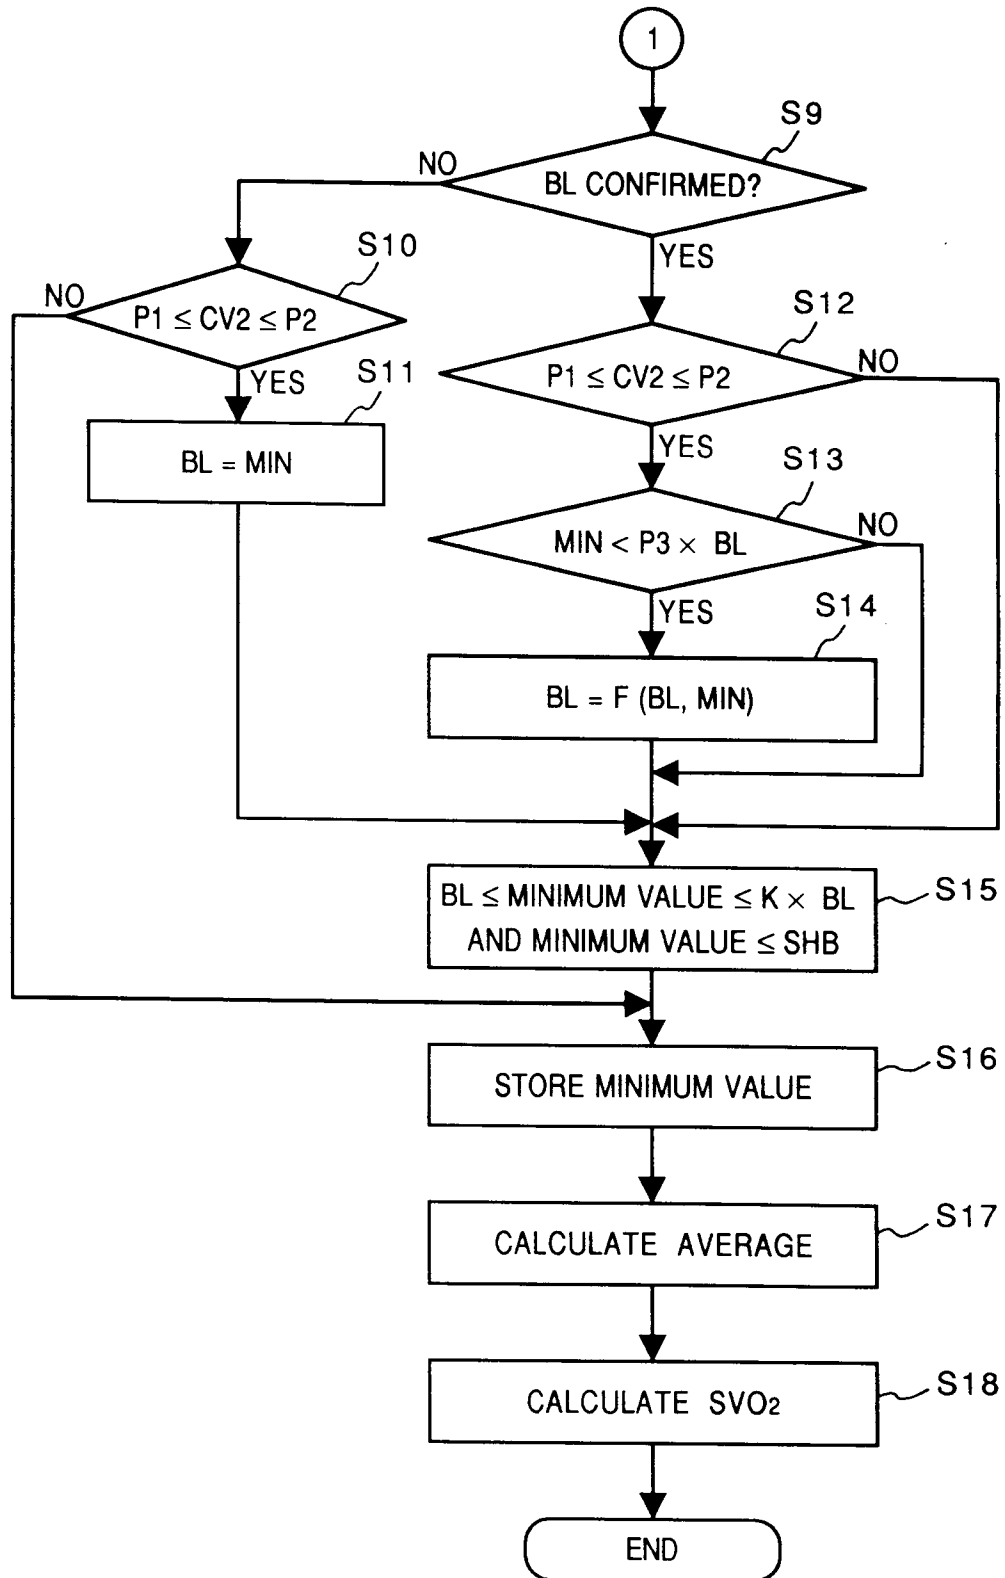 1
S9
NO
BL CONFIRMED?
YES
S10
NO
P1 ≤ CV2 ≤ P2
YES
S11
BL = MIN
S12
NO
P1 ≤ CV2 ≤ P2
YES
S13
NO
MIN < P3 × BL
YES
S14
BL = F (BL, MIN)
S15
BL ≤ MINIMUM VALUE ≤ K × BL
AND MINIMUM VALUE ≤ SHB
S16
STORE MINIMUM VALUE
S17
CALCULATE AVERAGE
S18
CALCULATE SVO₂
END